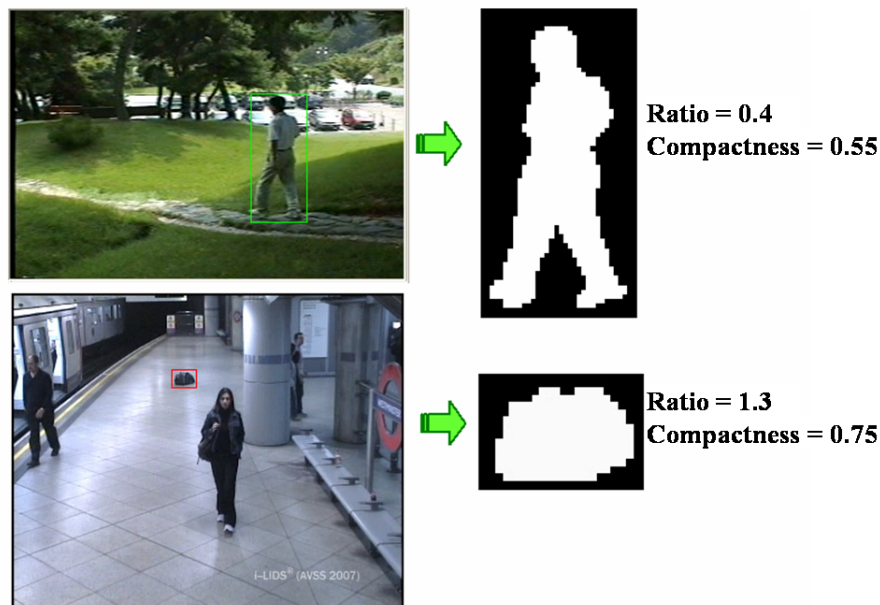 Ratio = 0.4
Compactness = 0.55
Ratio = 1.3
Compactness = 0.75
i-LIDS® (AVSS 2007)